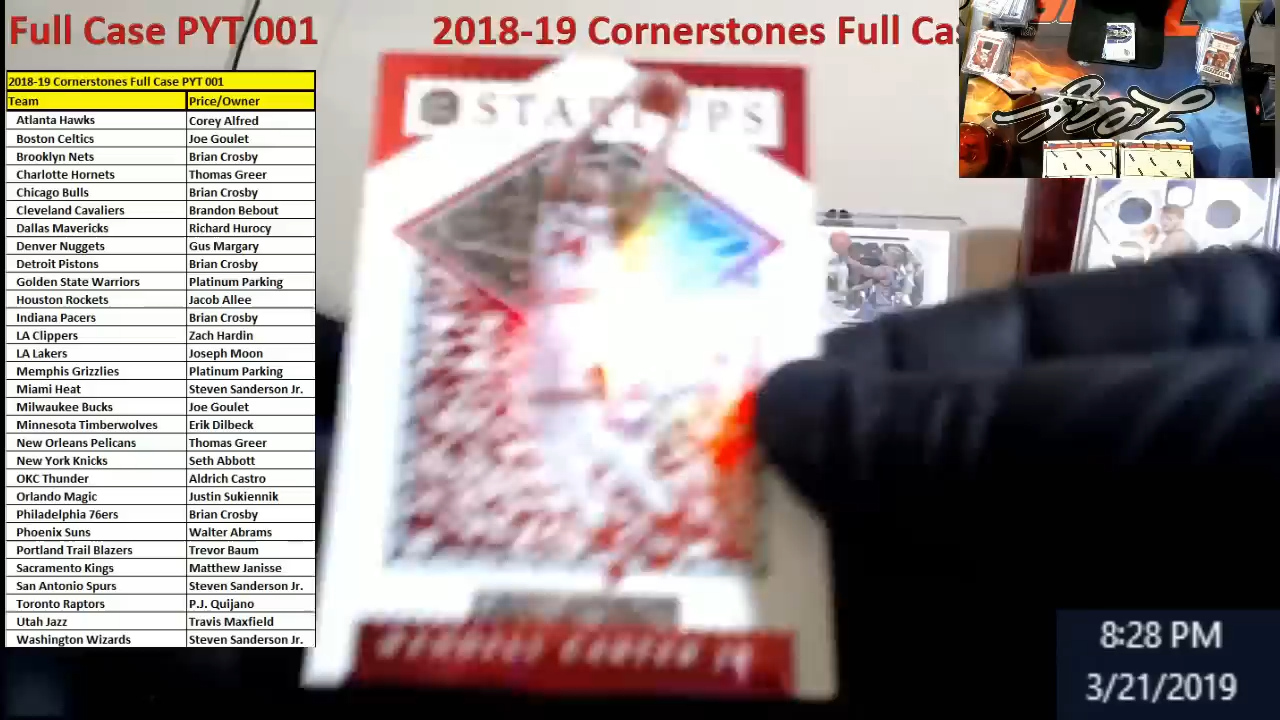 Full Case PYT 001
2018-19 Cornerstones Full Ca
2018-19 Cornerstones Full Case PYT 001
Team Price/Owner
Atlanta Hawks Corey Alfred
Boston Celtics Joe Goulet
Brooklyn Nets Brian Crosby
Charlotte Hornets Thomas Greer
Chicago Bulls Brian Crosby
Cleveland Cavaliers Brandon Bebout
Dallas Mavericks Richard Hurocy
Denver Nuggets Gus Margary
Detroit Pistons Brian Crosby
Golden State Warriors Platinum Parking
Houston Rockets Jacob Allee
Indiana Pacers Brian Crosby
LA Clippers Zach Hardin
LA Lakers Joseph Moon
Memphis Grizzlies Platinum Parking
Miami Heat Steven Sanderson Jr.
Milwaukee Bucks Joe Goulet
Minnesota Timberwolves Erik Dilbeck
New Orleans Pelicans Thomas Greer
New York Knicks Seth Abbott
OKC Thunder Aldrich Castro
Orlando Magic Justin Sukiennik
Philadelphia 76ers Brian Crosby
Phoenix Suns Walter Abrams
Portland Trail Blazers Trevor Baum
Sacramento Kings Matthew Janisse
San Antonio Spurs Steven Sanderson Jr.
Toronto Raptors P.J. Quijano
Utah Jazz Travis Maxfield
Washington Wizards Steven Sanderson Jr.
STARTUPS
WENDELL CARTER JR
Leaf
8:28 PM
3/21/2019